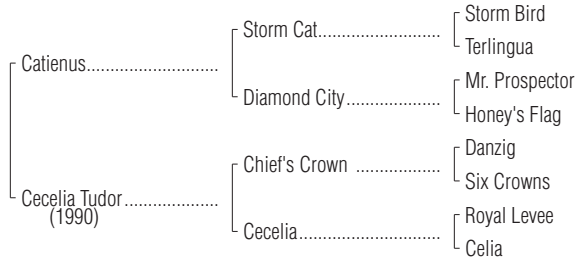 Storm Bird
Storm Cat....................................
Terlingua
Catienus.......................................
Mr. Prospector
Diamond City............................
Honey's Flag
Danzig
Chief's Crown .........................
Six Crowns
Cecelia Tudor............................
(1990)
Royal Levee
Cecelia..........................................
Celia